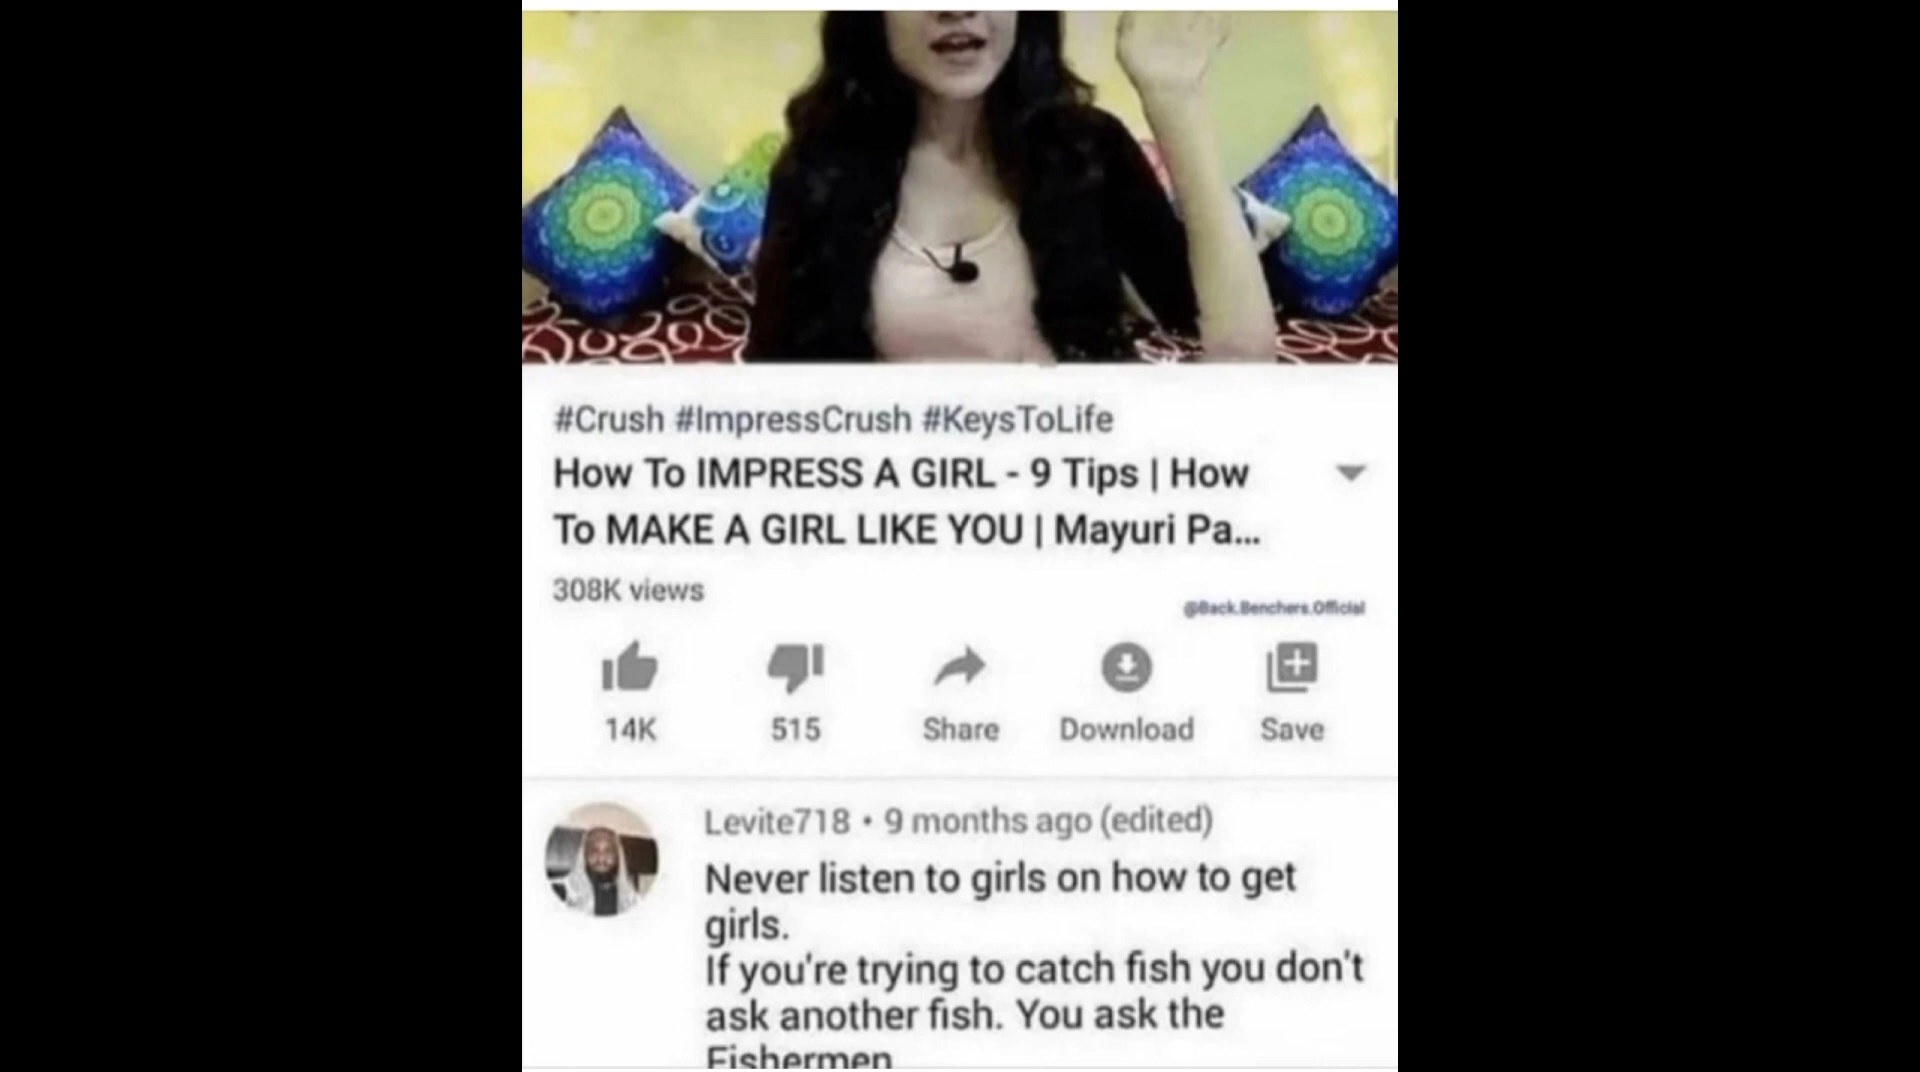 #Crush #ImpressCrush #KeysToLife
How To IMPRESS A GIRL - 9 Tips | How
To MAKE A GIRL LIKE YOU | Mayuri Pa...
308K views
@Back.Benchers.Official
14K
515
Share
Download
Save
Levite718 • 9 months ago (edited)
Never listen to girls on how to get
girls.
If you're trying to catch fish you don't
ask another fish. You ask the
Fishermen